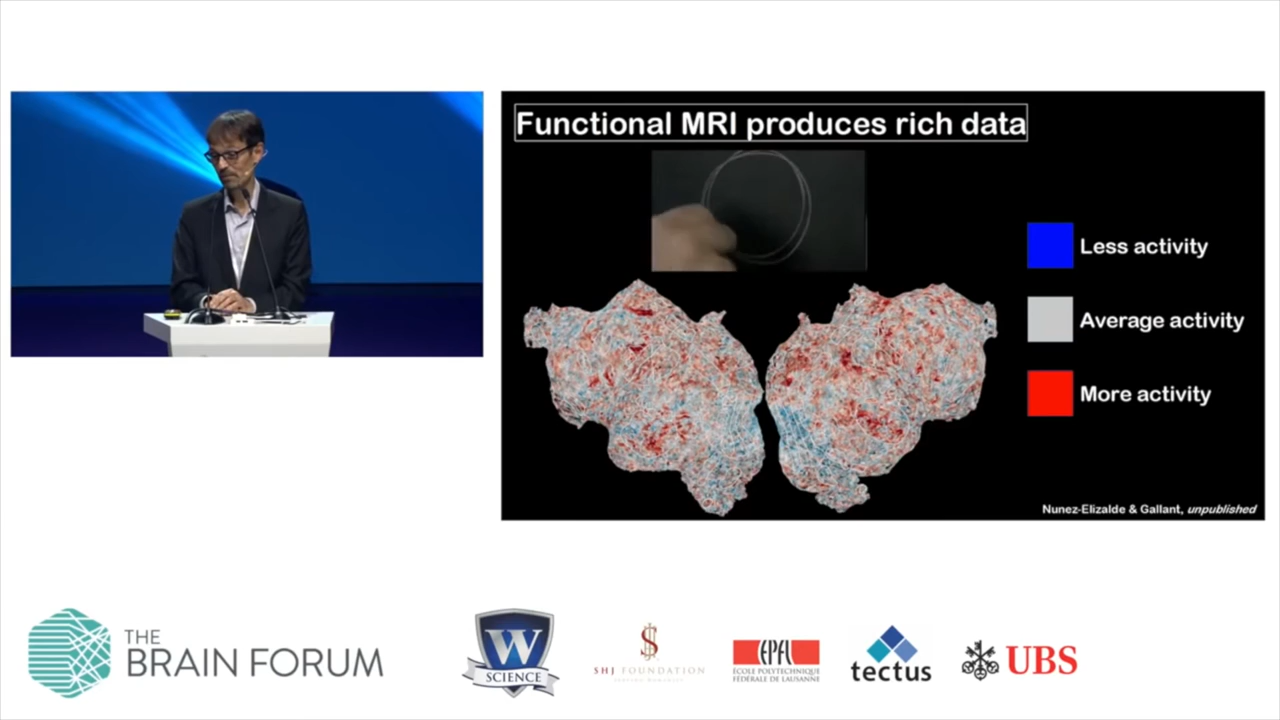 Functional MRI produces rich data
Less activity
Average activity
More activity
Nunez-Elizalde & Gallant, unpublished
THE
BRAIN FORUM
W
SCIENCE
SHJ FOUNDATION
EPFL
ECOLE POLYTECHNIQUE
FÉDÉRALE DE LAUSANNE
tectus
UBS